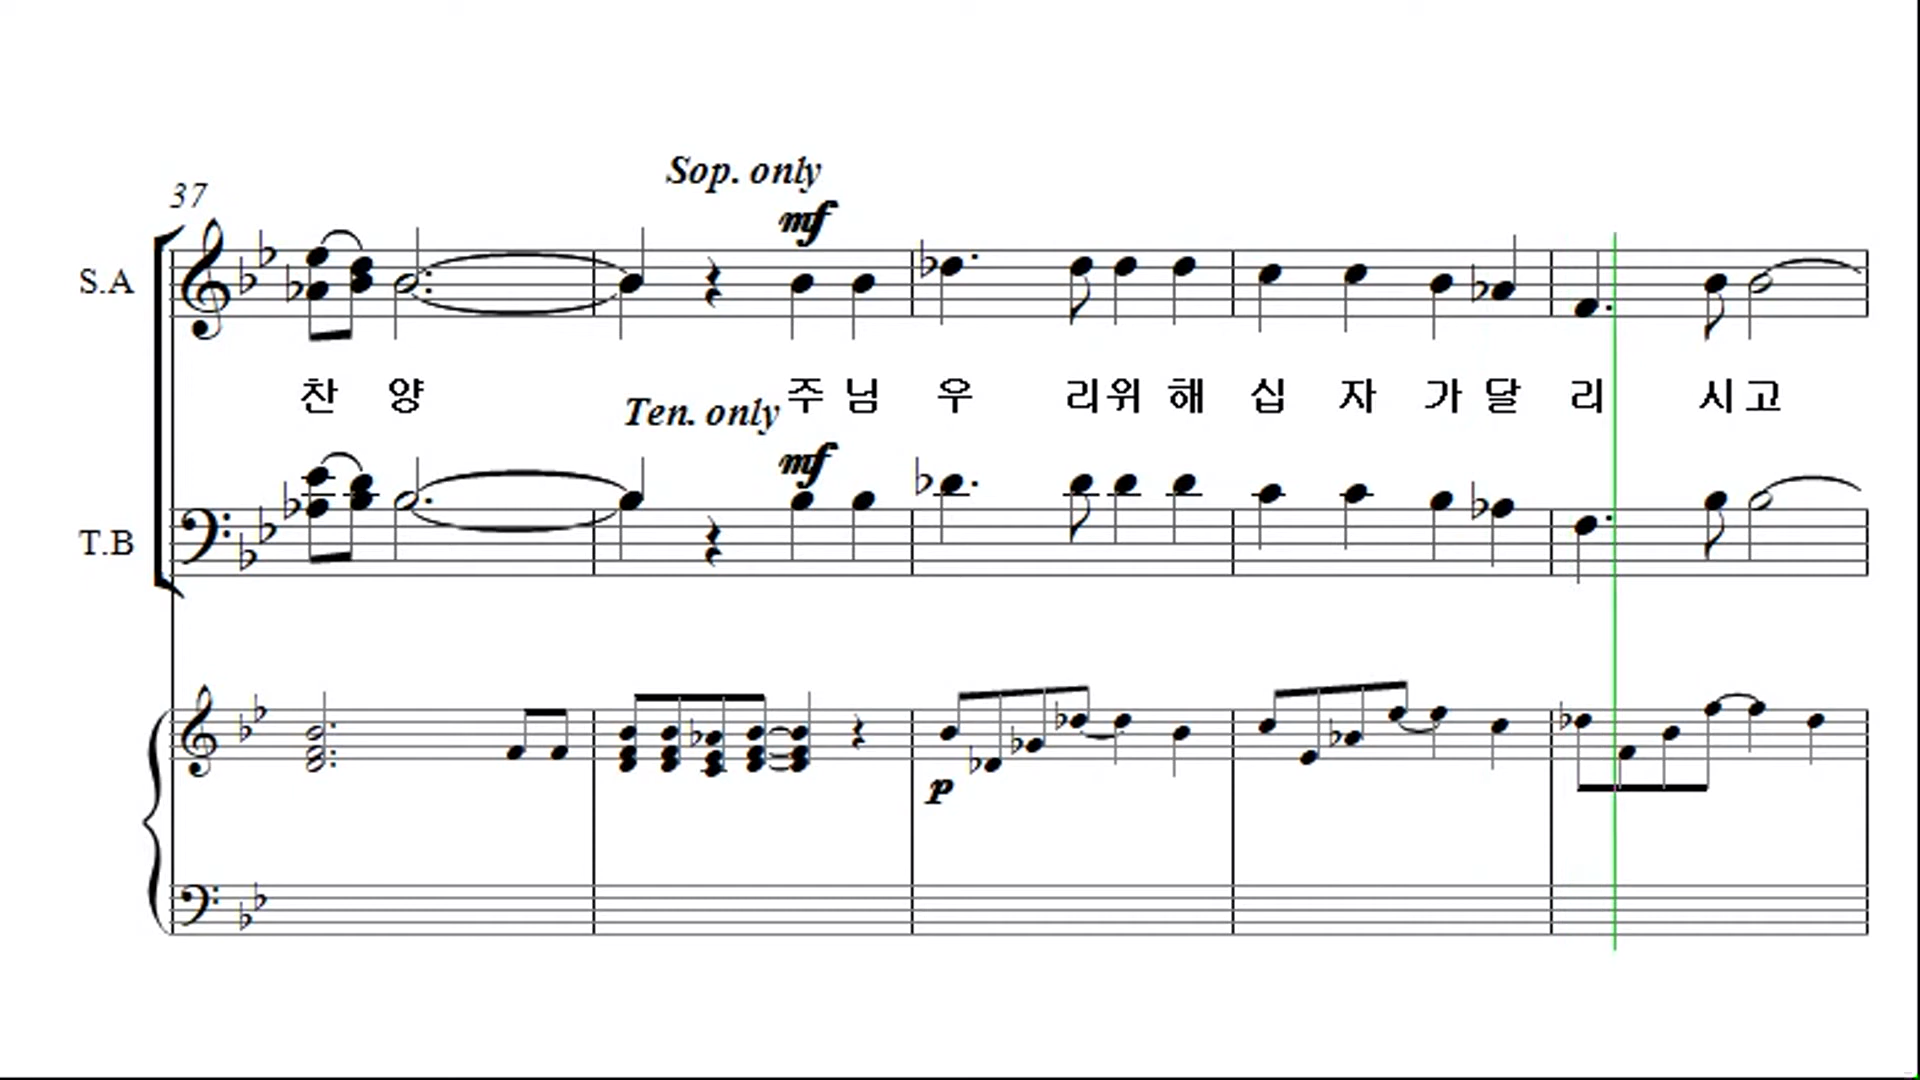 37
Sop. only
mf
S.A
찬 양 주 님 우 리 위 해 십 자 가 달 리 시 고
Ten. only
mf
T.B
p